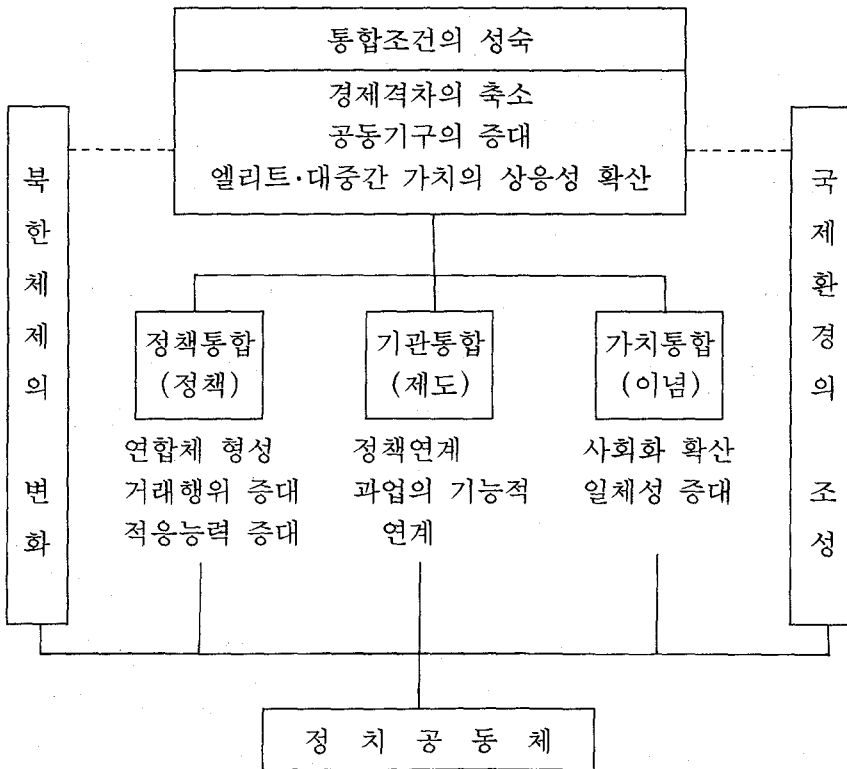 통합조건의 성숙
경제격차의 축소
공동기구의 증대
엘리트·대중간 가치의 상응성 확산
북한체제의 변화
국제환경의 조성
정책통합
(정책)
기관통합
(제도)
가치통합
(이념)
연합체 형성
거래행위 증대
적응능력 증대
정책연계
과업의 기능적
연계
사회화 확산
일체성 증대
정 치 공 동 체